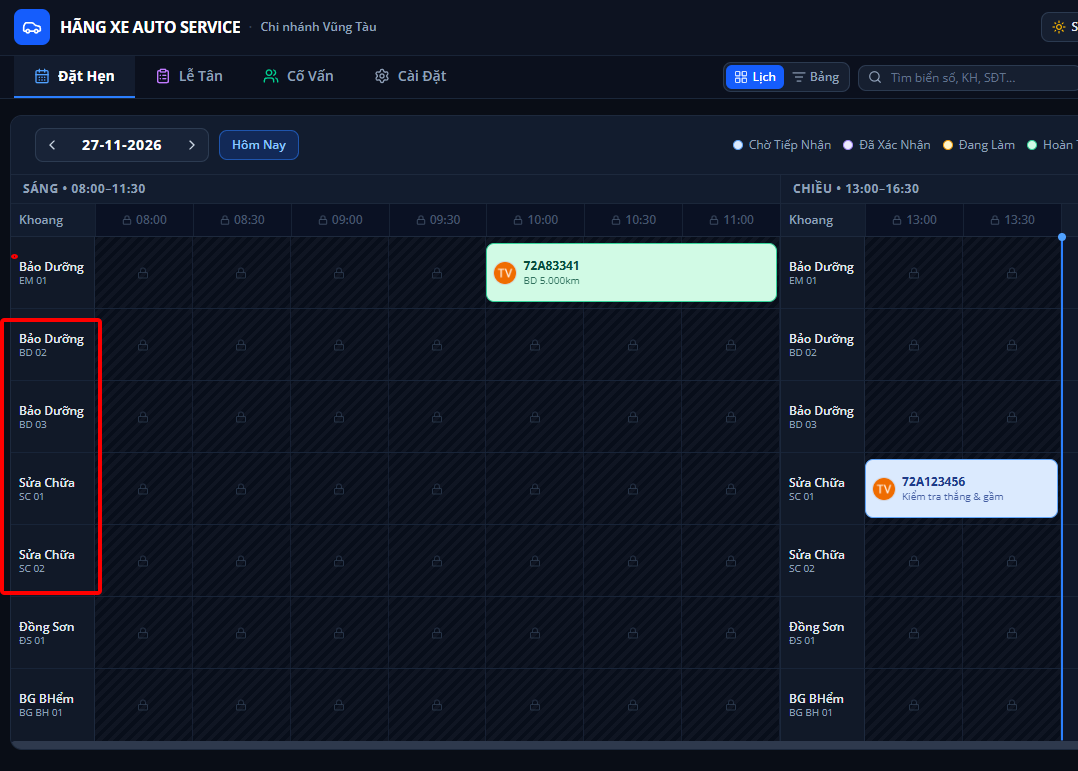 HÃNG XE AUTO SERVICE · Chi nhánh Vũng Tàu
Đặt Hẹn Lễ Tân Cố Vấn Cài Đặt Lịch Bảng Tìm biển số, KH, SĐT...
27-11-2026 Hôm Nay Chờ Tiếp Nhận Đã Xác Nhận Đang Làm Hoàn
SÁNG • 08:00–11:30 CHIỀU • 13:00–16:30
Khoang 08:00 08:30 09:00 09:30 10:00 10:30 11:00 Khoang 13:00 13:30
Bảo Dưỡng TV 72A83341 Bảo Dưỡng
EM 01 BD 5.000km EM 01
Bảo Dưỡng Bảo Dưỡng
BD 02 BD 02
Bảo Dưỡng Bảo Dưỡng
BD 03 BD 03
Sửa Chữa Sửa Chữa TV 72A123456
SC 01 SC 01 Kiểm tra thắng & gầm
Sửa Chữa Sửa Chữa
SC 02 SC 02
Đồng Sơn Đồng Sơn
ĐS 01 ĐS 01
BG BHểm BG BHểm
BG BH 01 BG BH 01